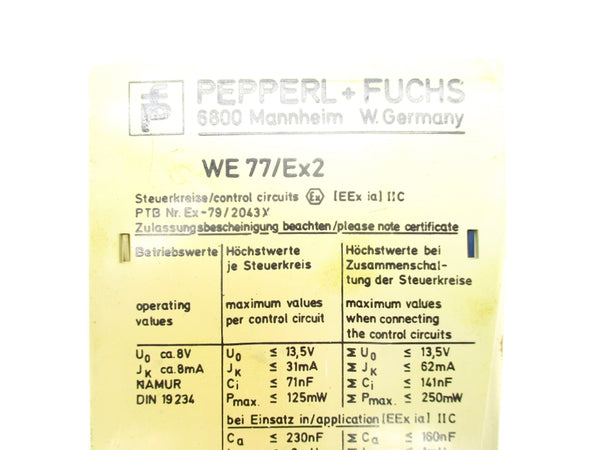 PEPPERL + FUCHS
6800 Mannheim W. Germany
WE 77/Ex2
Steuerkreise/control circuits Ex [EEx ia] IIC
PTB Nr. Ex-79/2043X
Zulassungsbescheinigung beachten/please note certificate
Betriebswerte Höchstwerte je Steuerkreis Höchstwerte bei Zusammenschal-tung der Steuerkreise
operating values maximum values per control circuit maximum values when connecting the control circuits
U₀ ca. 8V U₀ ≤ 13,5V Σ U₀ ≤ 13,5V
Jₖ ca. 8mA Jₖ ≤ 31mA Σ Jₖ ≤ 62mA
NAMUR Cᵢ ≤ 71nF Σ Cᵢ ≤ 141nF
DIN 19234 Pmax. ≤ 125mW Σ Pmax. ≤ 250mW
bei Einsatz in/application [EEx ia] IIC
Cₐ ≤ 230nF Σ Cₐ ≤ 160nF